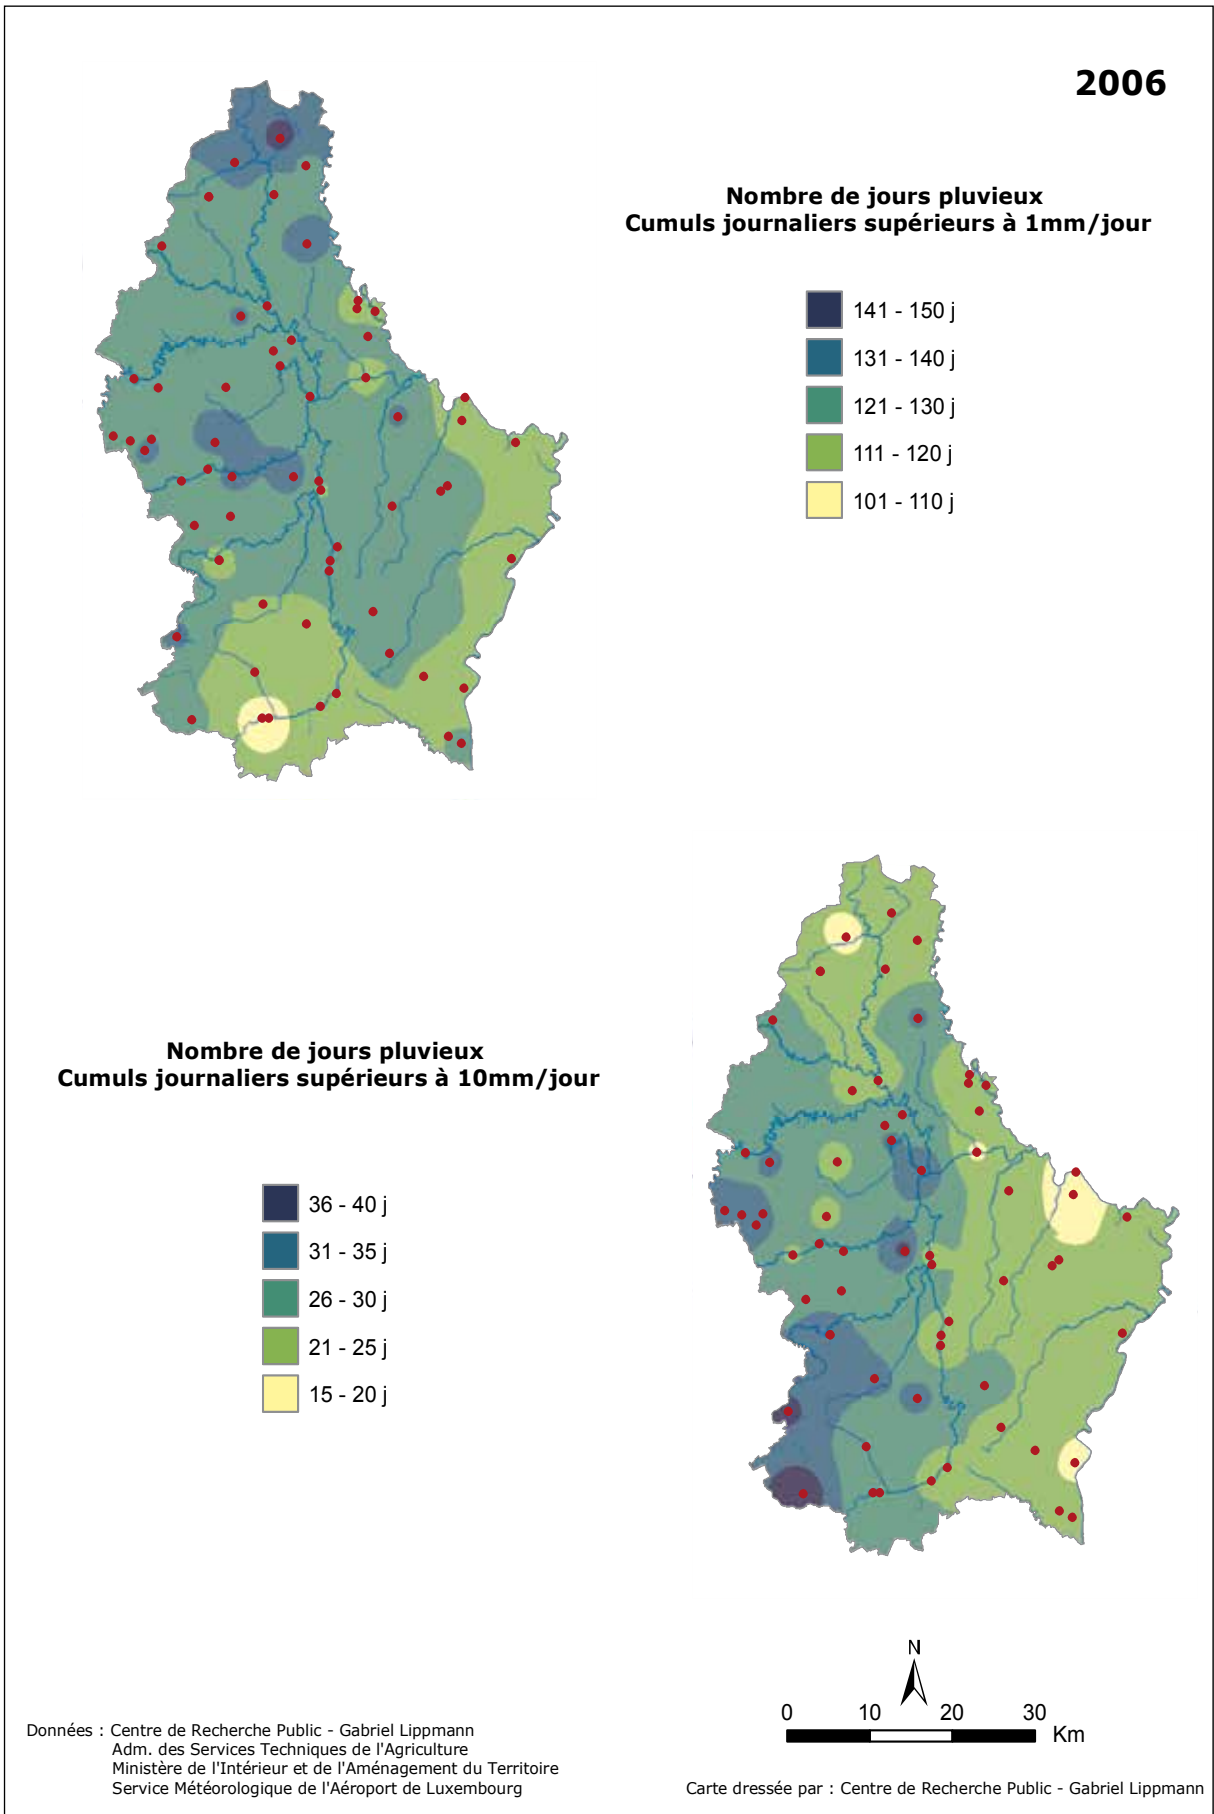 2006
Nombre de jours pluvieux
Cumuls journaliers supérieurs à 1mm/jour
141 - 150 j
131 - 140 j
121 - 130 j
111 - 120 j
101 - 110 j
Nombre de jours pluvieux
Cumuls journaliers supérieurs à 10mm/jour
36 - 40 j
31 - 35 j
26 - 30 j
21 - 25 j
15 - 20 j
N
0 10 20 30
Km
Données : Centre de Recherche Public - Gabriel Lippmann
Adm. des Services Techniques de l'Agriculture
Ministère de l'Intérieur et de l'Aménagement du Territoire
Service Météorologique de l'Aéroport de Luxembourg
Carte dressée par : Centre de Recherche Public - Gabriel Lippmann